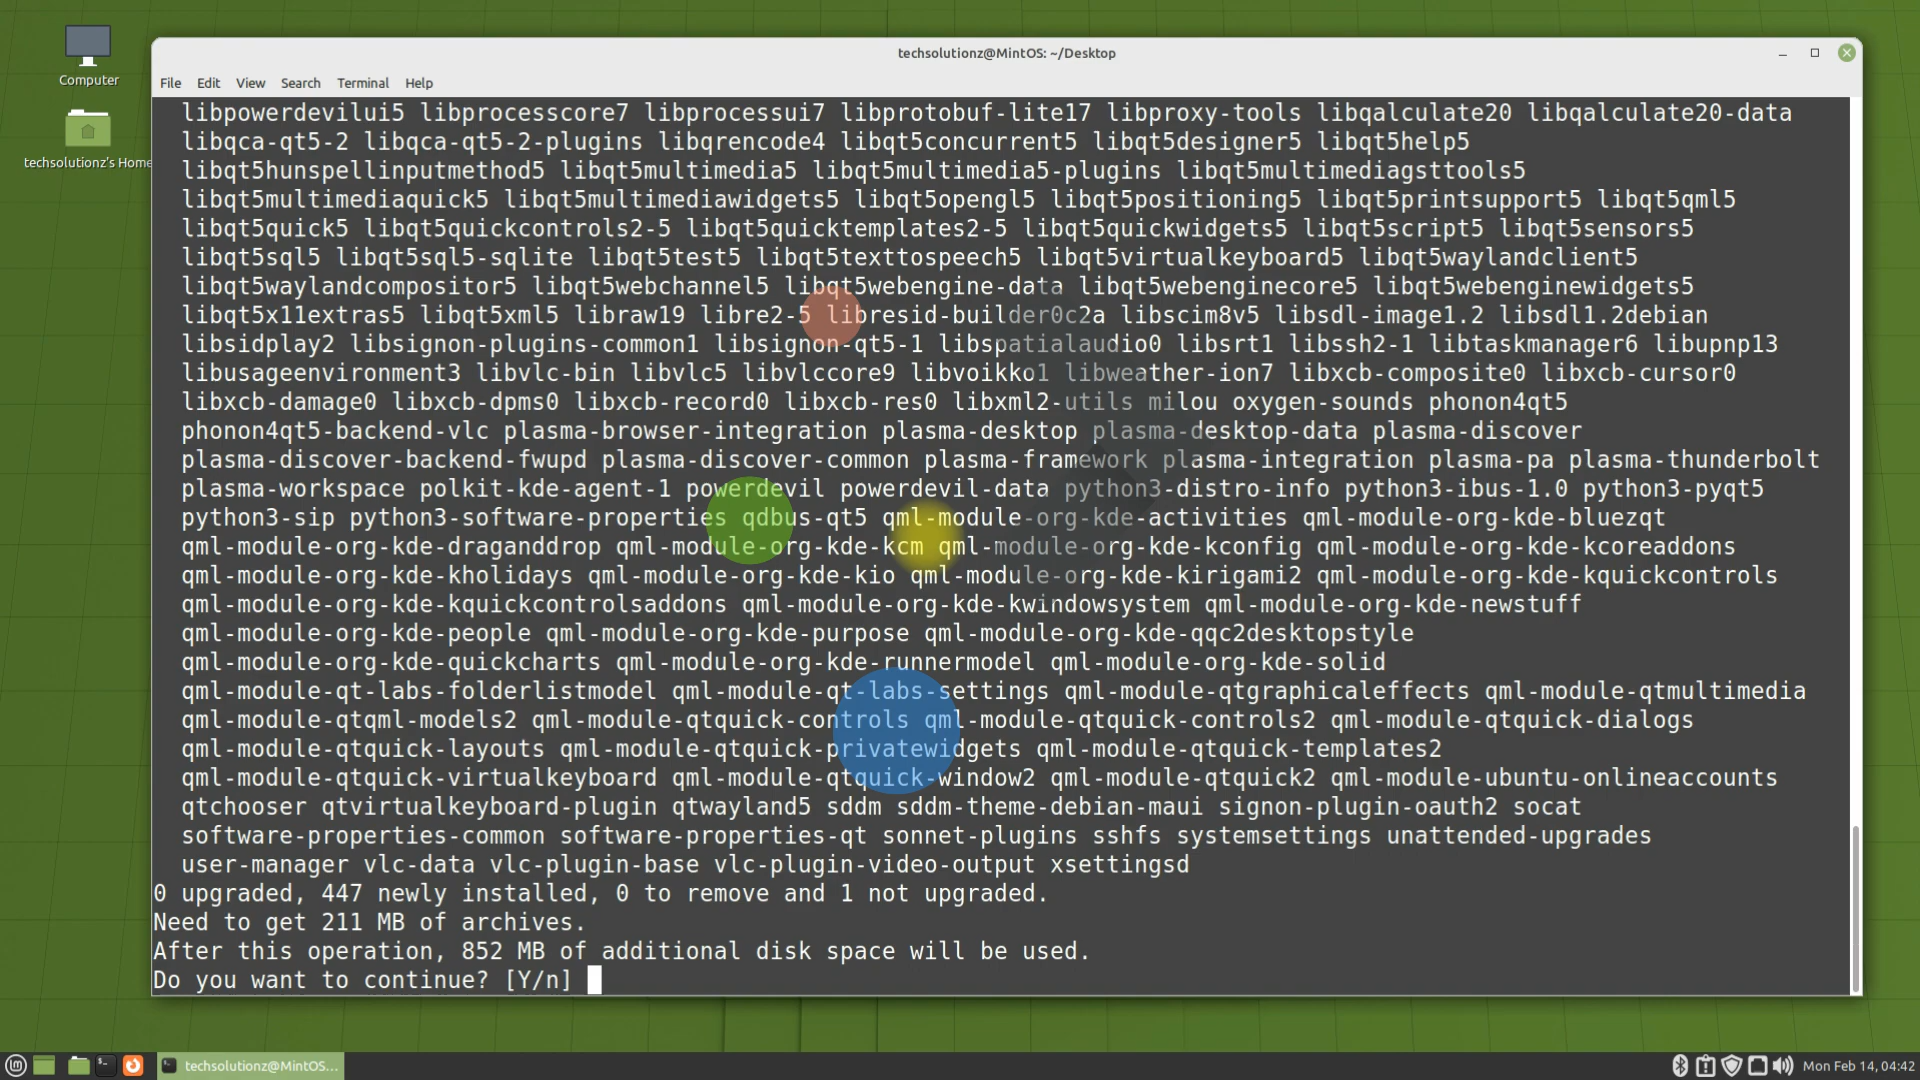 techsolutionz@MintOS: ~/Desktop
Computer
techsolutionz's Home
File Edit View Search Terminal Help
libpowerdevilui5 libprocesscore7 libprocessui7 libprotobuf-lite17 libproxy-tools libqalculate20 libqalculate20-data
libqca-qt5-2 libqca-qt5-2-plugins libqrencode4 libqt5concurrent5 libqt5designer5 libqt5help5
libqt5hunspellinputmethod5 libqt5multimedia5 libqt5multimedia5-plugins libqt5multimediagsttools5
libqt5multimediaquick5 libqt5multimediawidgets5 libqt5opengl5 libqt5positioning5 libqt5printsupport5 libqt5qml5
libqt5quick5 libqt5quickcontrols2-5 libqt5quicktemplates2-5 libqt5quickwidgets5 libqt5script5 libqt5sensors5
libqt5sql5 libqt5sql5-sqlite libqt5test5 libqt5texttospeech5 libqt5virtualkeyboard5 libqt5waylandclient5
libqt5waylandcompositor5 libqt5webchannel5 libqt5webengine-data libqt5webenginecore5 libqt5webenginewidgets5
libqt5x11extras5 libqt5xml5 libraw19 libre2-5 libresid-builder0c2a libscim8v5 libsdl-image1.2 libsdl1.2debian
libsidplay2 libsignon-plugins-common1 libsignon-qt5-1 libspatialaudio0 libsrt1 libssh2-1 libtaskmanager6 libupnp13
libusageenvironment3 libvlc-bin libvlc5 libvlccore9 libvoikko1 libweather-ion7 libxcb-composite0 libxcb-cursor0
libxcb-damage0 libxcb-dpms0 libxcb-record0 libxcb-res0 libxml2-utils milou oxygen-sounds phonon4qt5
phonon4qt5-backend-vlc plasma-browser-integration plasma-desktop plasma-desktop-data plasma-discover
plasma-discover-backend-fwupd plasma-discover-common plasma-framework plasma-integration plasma-pa plasma-thunderbolt
plasma-workspace polkit-kde-agent-1 powerdevil powerdevil-data python3-distro-info python3-ibus-1.0 python3-pyqt5
python3-sip python3-software-properties qdbus-qt5 qml-module-org-kde-activities qml-module-org-kde-bluezqt
qml-module-org-kde-draganddrop qml-module-org-kde-kcm qml-module-org-kde-kconfig qml-module-org-kde-kcoreaddons
qml-module-org-kde-kholidays qml-module-org-kde-kio qml-module-org-kde-kirigami2 qml-module-org-kde-kquickcontrols
qml-module-org-kde-kquickcontrolsaddons qml-module-org-kde-kwindowsystem qml-module-org-kde-newstuff
qml-module-org-kde-people qml-module-org-kde-purpose qml-module-org-kde-qqc2desktopstyle
qml-module-org-kde-quickcharts qml-module-org-kde-runnermodel qml-module-org-kde-solid
qml-module-qt-labs-folderlistmodel qml-module-qt-labs-settings qml-module-qtgraphicaleffects qml-module-qtmultimedia
qml-module-qtqml-models2 qml-module-qtquick-controls qml-module-qtquick-controls2 qml-module-qtquick-dialogs
qml-module-qtquick-layouts qml-module-qtquick-privatewidgets qml-module-qtquick-templates2
qml-module-qtquick-virtualkeyboard qml-module-qtquick-window2 qml-module-qtquick2 qml-module-ubuntu-onlineaccounts
qtchooser qtvirtualkeyboard-plugin qtwayland5 sddm sddm-theme-debian-maui signon-plugin-oauth2 socat
software-properties-common software-properties-qt sonnet-plugins sshfs systemsettings unattended-upgrades
user-manager vlc-data vlc-plugin-base vlc-plugin-video-output xsettingsd
0 upgraded, 447 newly installed, 0 to remove and 1 not upgraded.
Need to get 211 MB of archives.
After this operation, 852 MB of additional disk space will be used.
Do you want to continue? [Y/n]
techsolutionz@MintOS... Mon Feb 14, 04:42